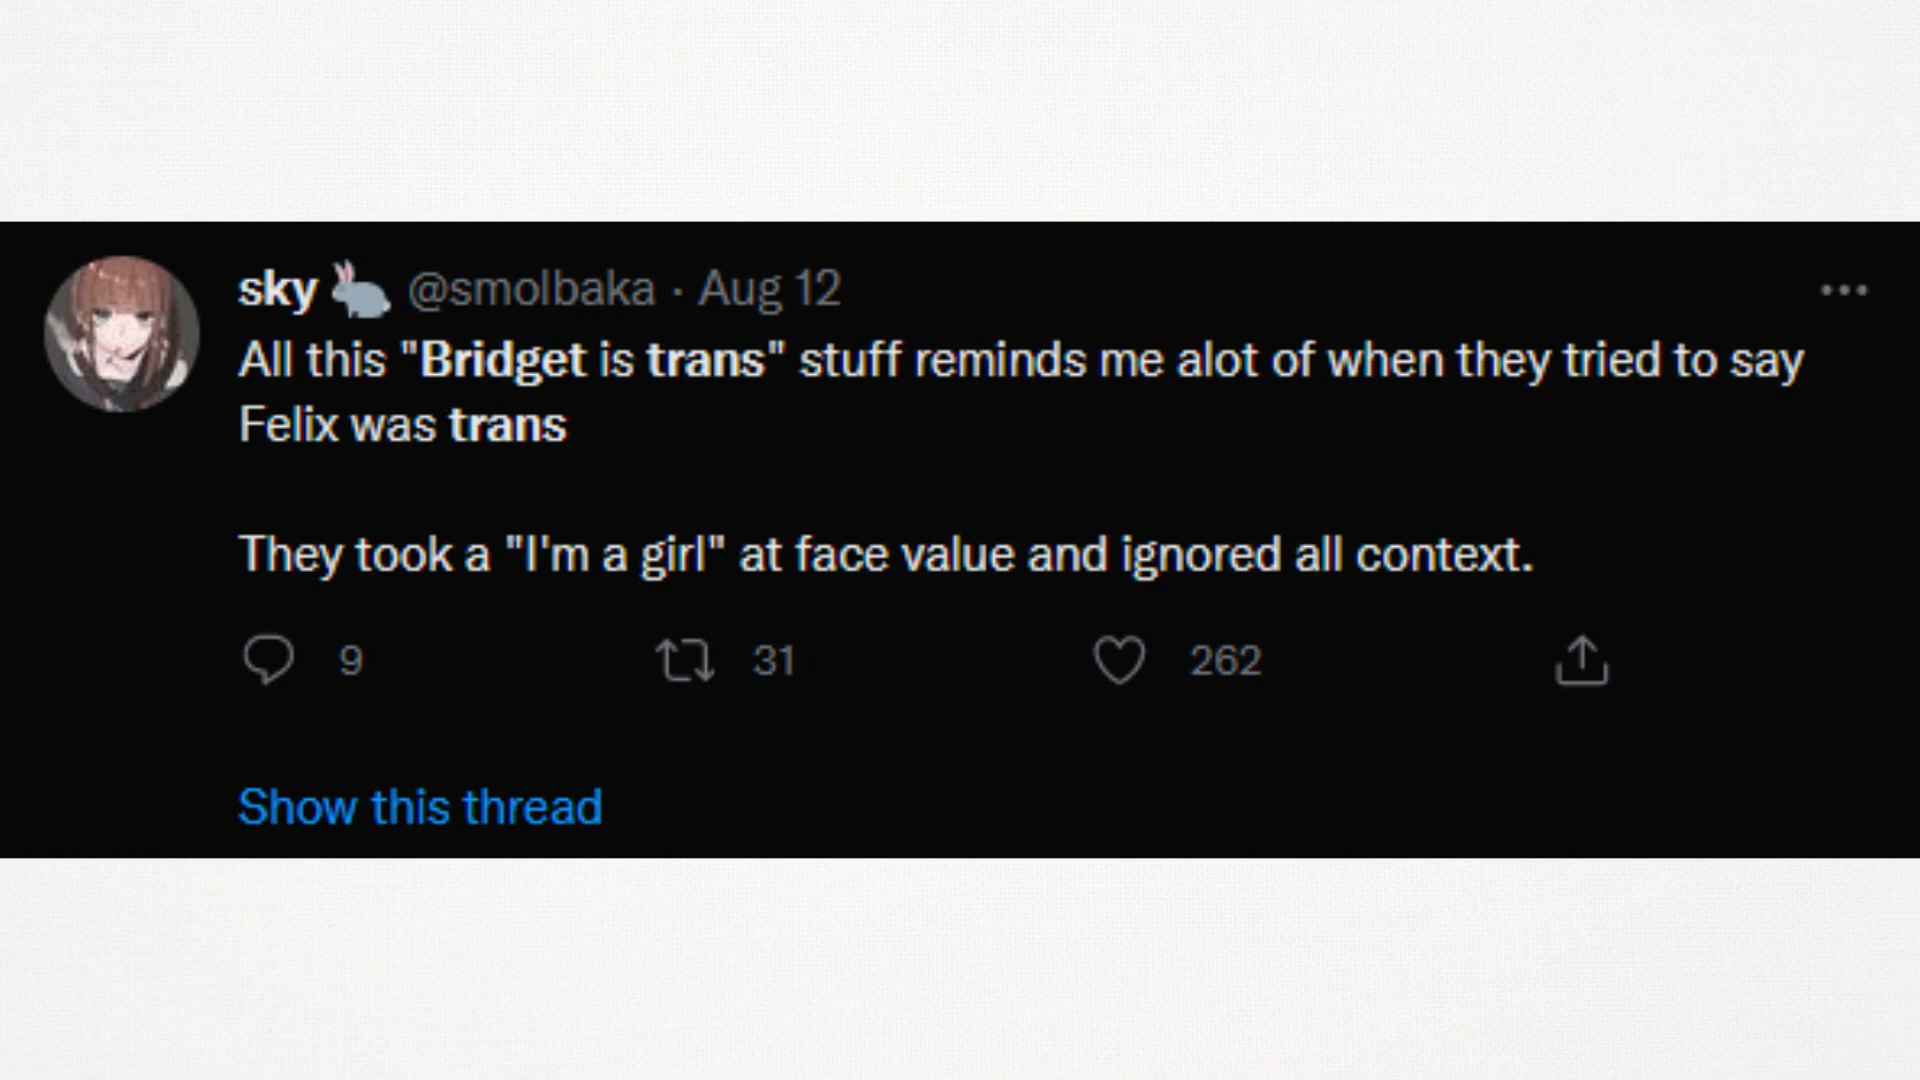 sky 🐇 @smolbaka · Aug 12
All this "Bridget is trans" stuff reminds me alot of when they tried to say
Felix was trans
They took a "I'm a girl" at face value and ignored all context.
9 31 262
Show this thread